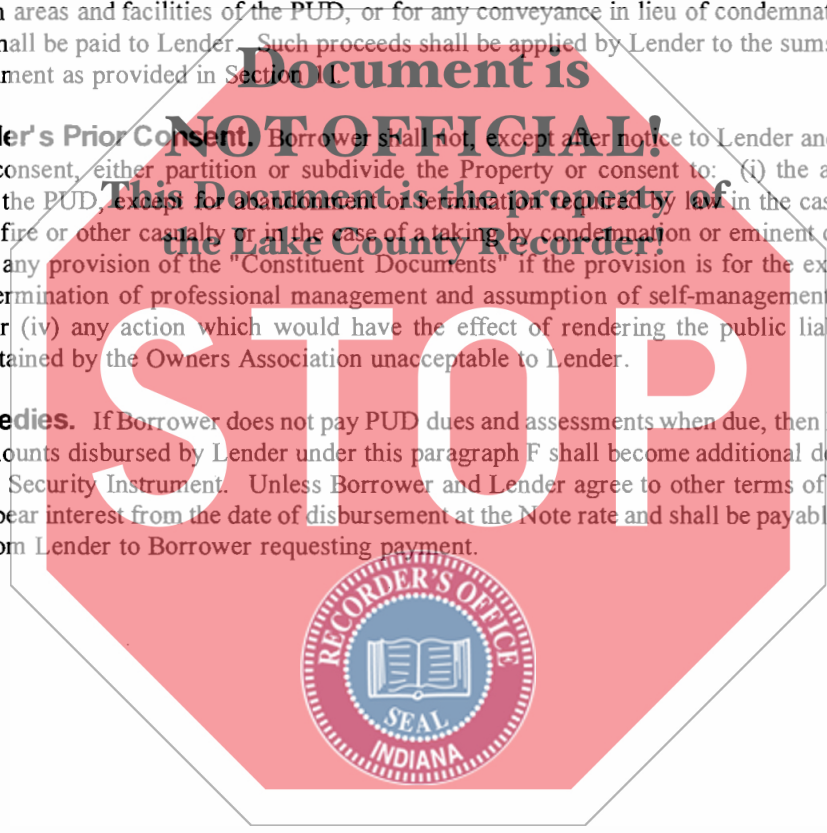 n areas and facilities of the PUD, or for any conveyance in lieu of condemnat
hall be paid to Lender. Such proceeds shall be applied by Lender to the sums
ment as provided in Section 11.
er's Prior Consent. Borrower shall not, except after notice to Lender and
consent, either partition or subdivide the Property or consent to: (i) the a
the PUD, except for abandonment or termination required by law in the cas
fire or other casualty or in the case of a taking by condemnation or eminent d
any provision of the "Constituent Documents" if the provision is for the ex
rmination of professional management and assumption of self-management
r (iv) any action which would have the effect of rendering the public lia
tained by the Owners Association unacceptable to Lender.
edies. If Borrower does not pay PUD dues and assessments when due, then
ounts disbursed by Lender under this paragraph F shall become additional de
Security Instrument. Unless Borrower and Lender agree to other terms of
bear interest from the date of disbursement at the Note rate and shall be payabl
om Lender to Borrower requesting payment.
Document is
NOT OFFICIAL!
This Document is the property of
the Lake County Recorder!
STOP
RECORDER'S OFFICE
SEAL
INDIANA